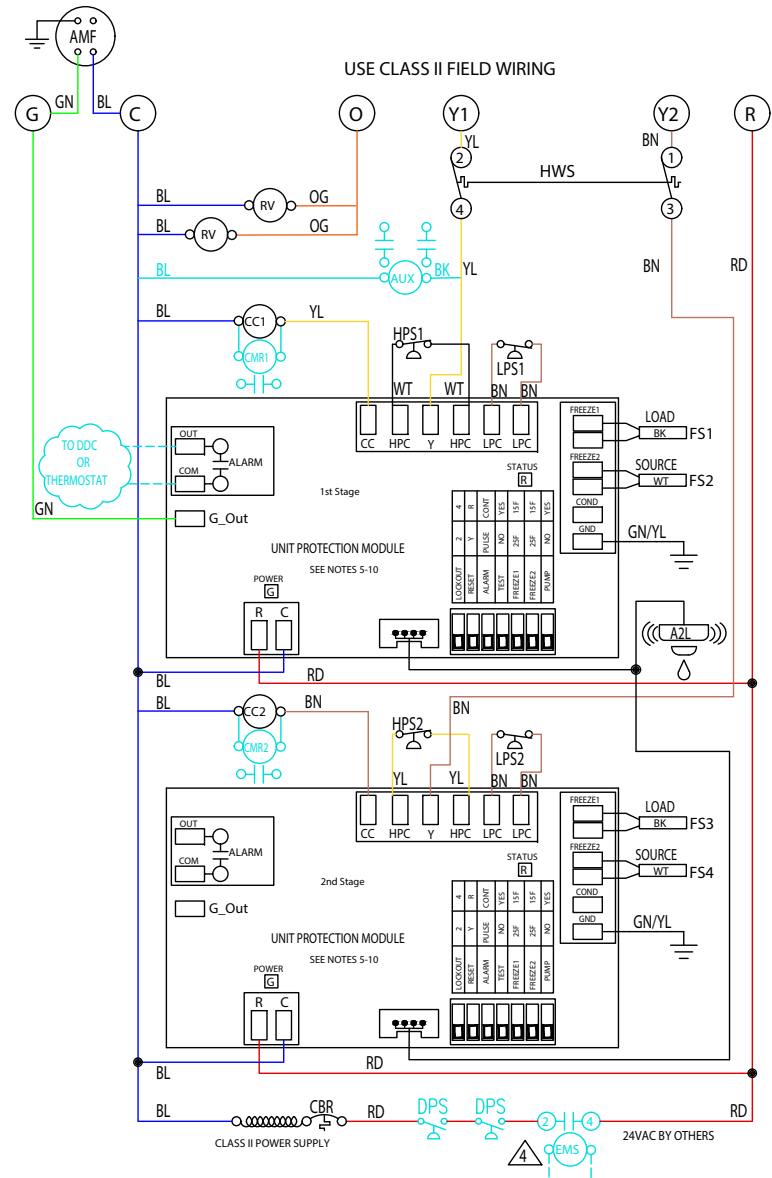 AMF
USE CLASS II FIELD WIRING
GN
BL
G
C
O
Y1
Y2
R
YL
BN
2
1
HWS
4
3
BL
RV
OG
BL
RV
OG
BL
AUX
BK
YL
BN
RD
BL
CC1
YL
CMR1
HPS1
LPS1
WT
WT
BN
BN
CC
HPC
Y
HPC
LPC
LPC
OUT
COM
ALARM
TO DDC
OR
THERMOSTAT
GN
G_Out
1st Stage
UNIT PROTECTION MODULE
SEE NOTES 5-10
POWER
G
R
C
STATUS
R
4
R
CONT
YES
15F
15F
YES
2
Y
PULSE
NO
25F
25F
NO
LOCKOUT
RESET
ALARM
TEST
FREEZE1
FREEZE2
PUMP
FREEZE1
LOAD
BK
FS1
FREEZE2
SOURCE
WT
FS2
COND
GND
GN/YL
A2L
BL
RD
BL
CC2
BN
CMR2
HPS2
LPS2
BN
YL
YL
BN
BN
CC
HPC
Y
HPC
LPC
LPC
OUT
COM
ALARM
G_Out
2nd Stage
UNIT PROTECTION MODULE
SEE NOTES 5-10
POWER
G
R
C
STATUS
R
4
R
CONT
YES
15F
15F
YES
2
Y
PULSE
NO
25F
25F
NO
LOCKOUT
RESET
ALARM
TEST
FREEZE1
FREEZE2
PUMP
FREEZE1
LOAD
BK
FS3
FREEZE2
SOURCE
WT
FS4
COND
GND
GN/YL
BL
RD
BL
CBR
RD
DPS
DPS
2
4
RD
CLASS II POWER SUPPLY
4
EMS
24VAC BY OTHERS